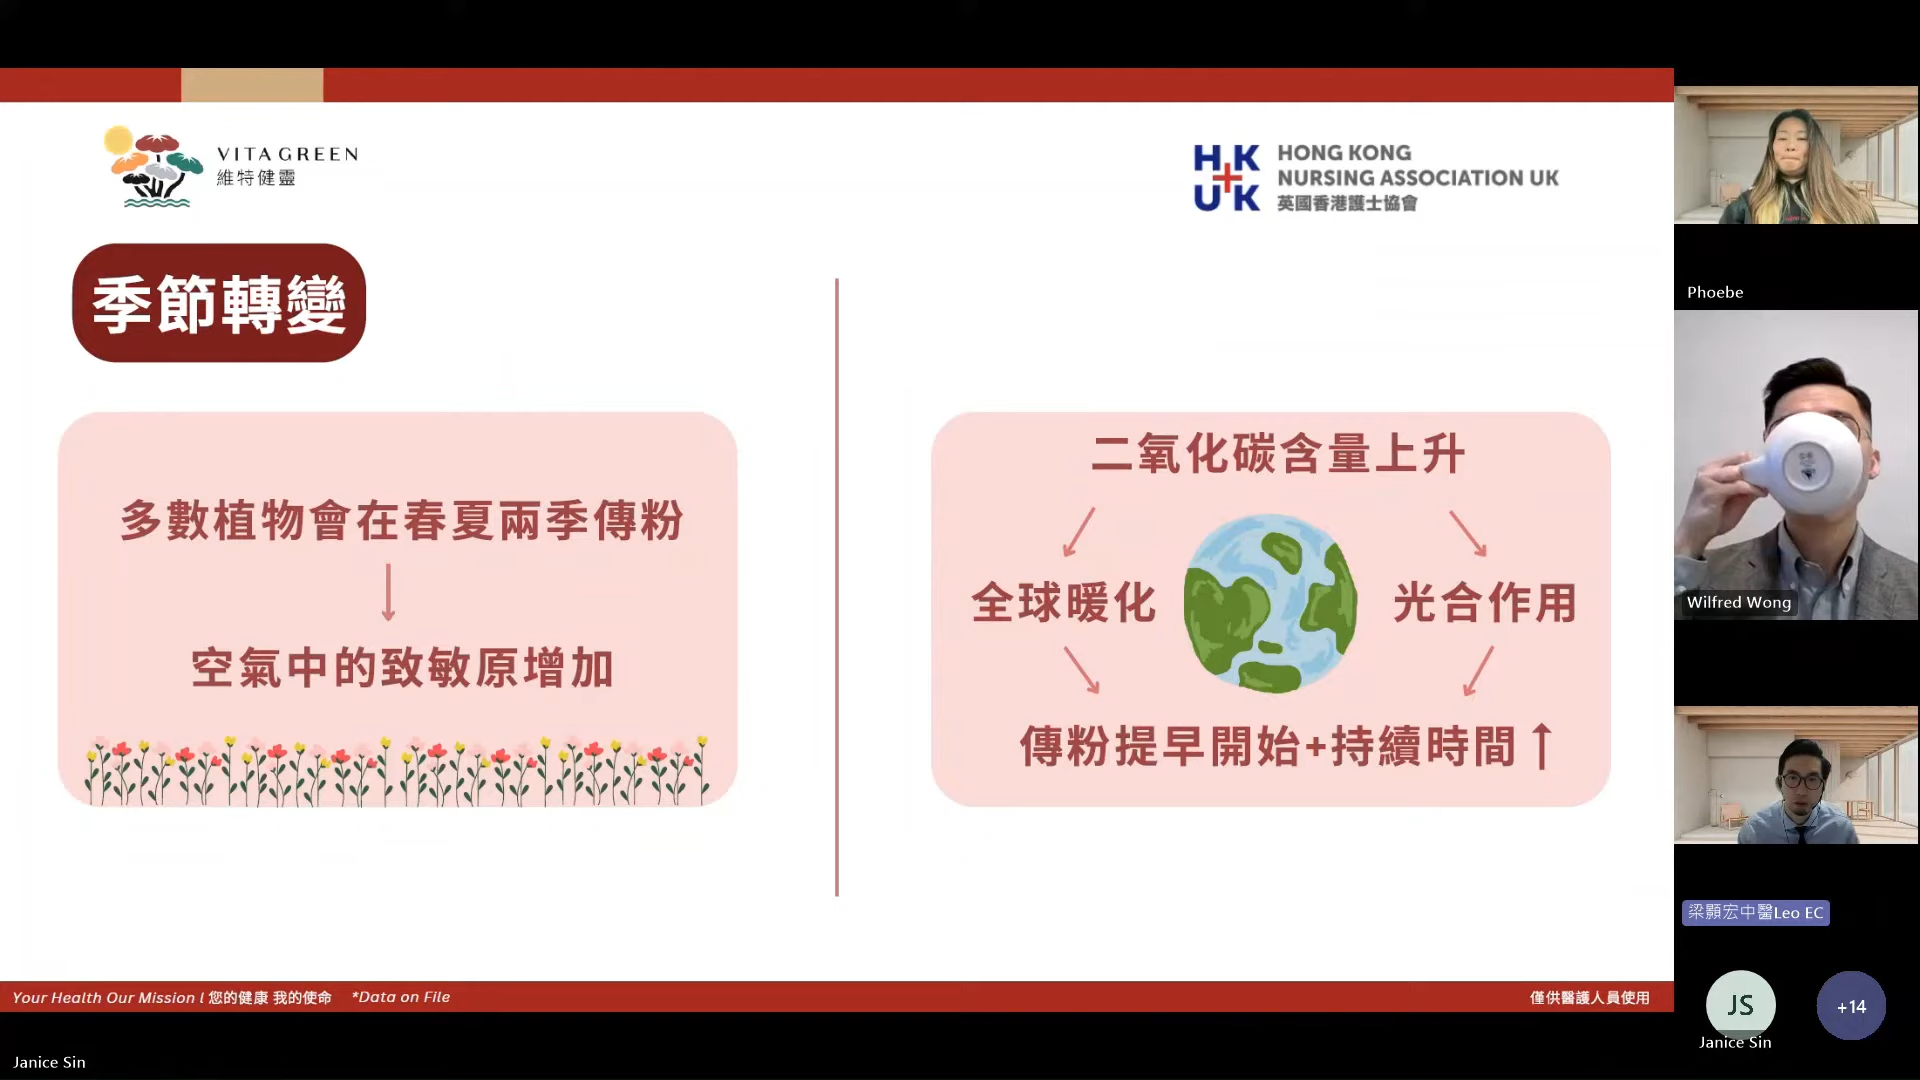 VITA GREEN
維特健靈
HK
UK
HONG KONG
NURSING ASSOCIATION UK
英國香港護士協會
季節轉變
多數植物會在春夏兩季傳粉
空氣中的致敏原增加
二氧化碳含量上升
全球暖化
光合作用
傳粉提早開始+持續時間↑
Your Health Our Mission l 您的健康 我的使命 *Data on File
僅供醫護人員使用
Janice Sin
Phoebe
Wilfred Wong
梁顥宏中醫Leo EC
JS
Janice Sin
+14